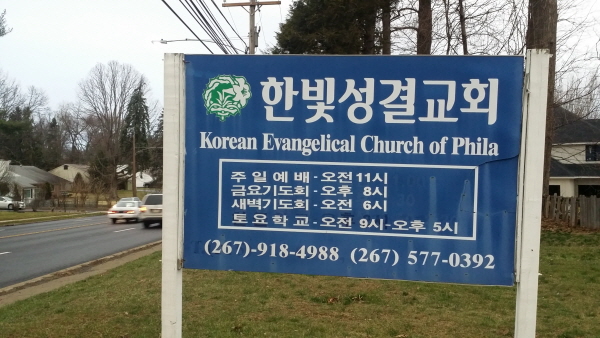 한빛성결교회
Korean Evangelical Church of Phila
주일예배 - 오전 11시
금요기도회 - 오후 8시
새벽기도회 - 오전 6시
토요학교 - 오전 9시 - 오후 5시
(267)-918-4988 (267) 577-0392